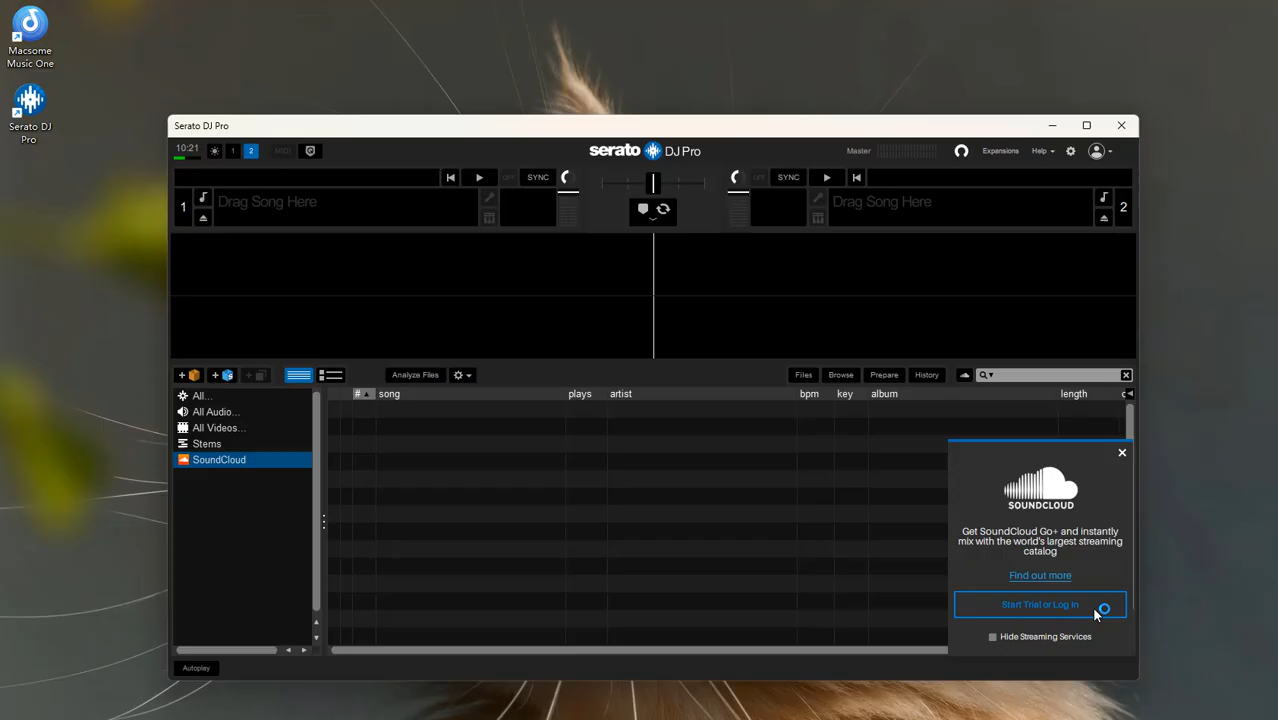 Macsome
Music One
Serato DJ
Pro
Serato DJ Pro
10:21
1
2
MIDI
serato DJ Pro
Master
Expansions
Help
OFF
SYNC
OFF
SYNC
1
Drag Song Here
Drag Song Here
2
+
+
+
Analyze Files
Files
Browse
Prepare
History
All...
All Audio...
All Videos...
Stems
SoundCloud
#
song
plays
artist
bpm
key
album
length
SOUNDCLOUD
Get SoundCloud Go+ and instantly
mix with the world's largest streaming
catalog
Find out more
Start Trial or Log In
Hide Streaming Services
Autoplay